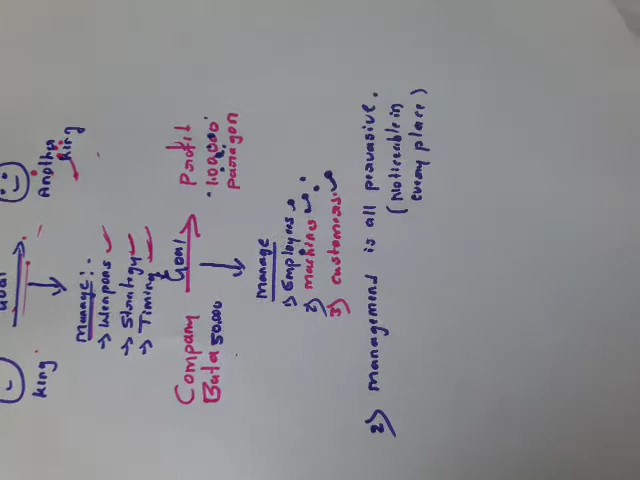 Goal
King
Another
King
Manage:-
→ Weapons
→ Strategy
→ Timing
Company
Goal
Profit
Bata 50.000
100,000
Paragon
Manage
1) Employees
2) machines
3) customers
2) management is all pervasive.
(Noticeable in
every place)